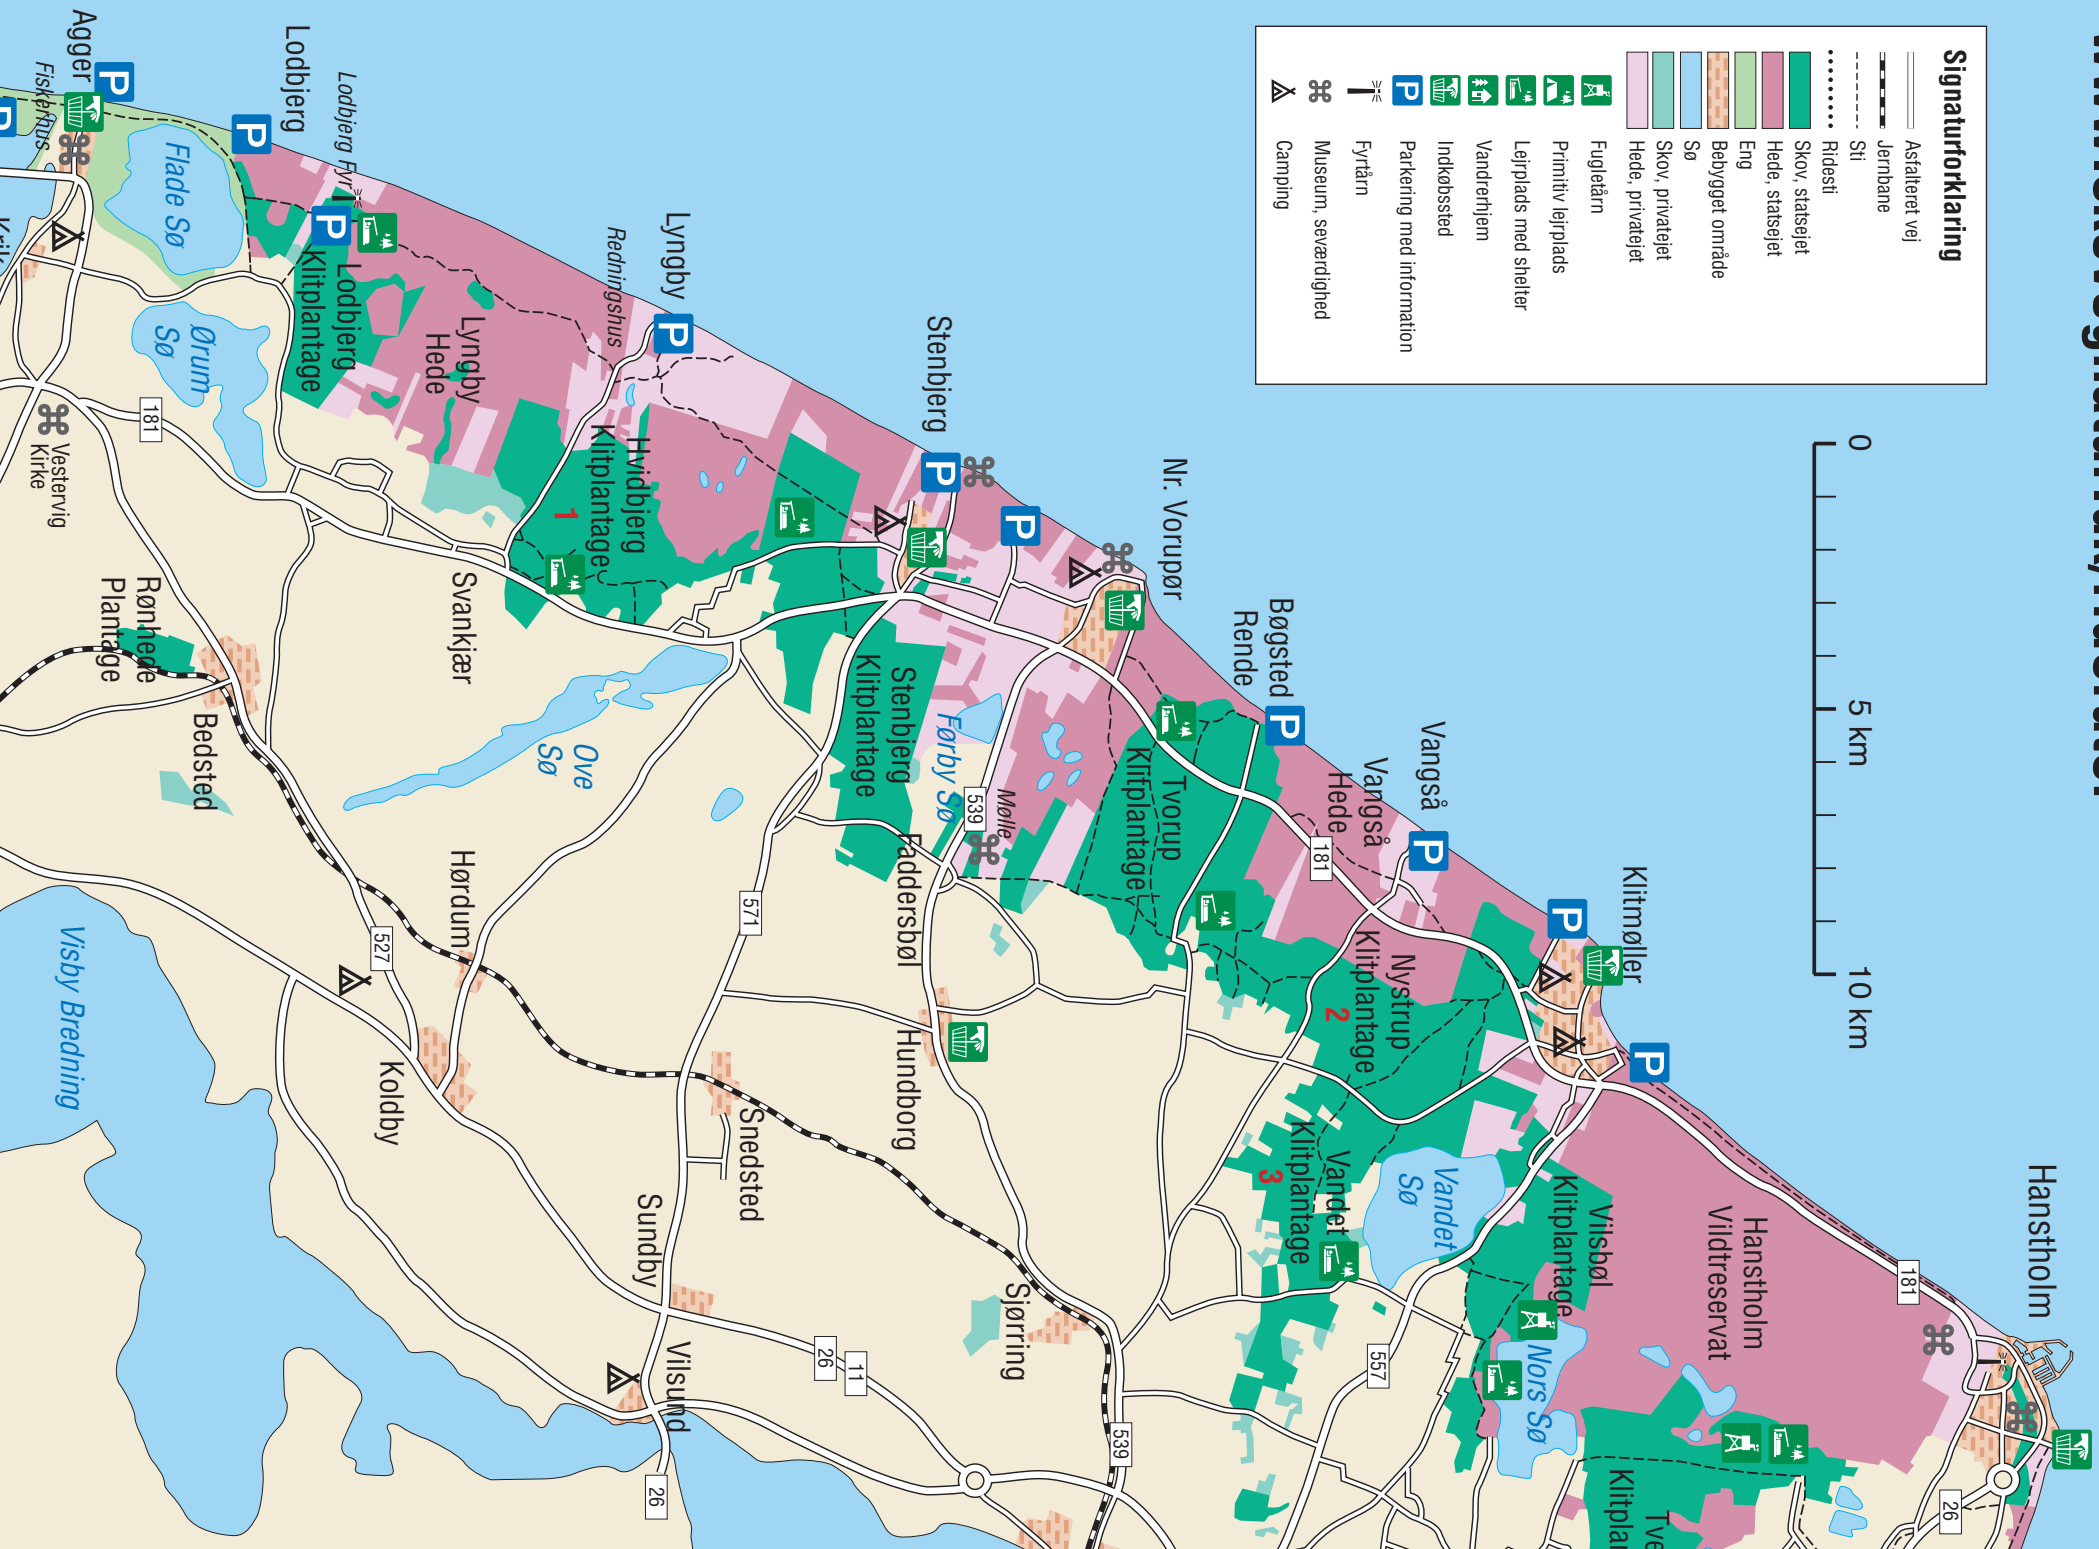 Signaturforklaring
Asfalteret vej
Jernbane
Sti
Ridesti
Skov, statsejet
Hede, statsejet
Eng
Bebygget område
Sø
Skov, privatejet
Hede, privatejet
Fugletårn
Primitiv lejrplads
Lejrplads med shelter
Vandrerhjem
Indkøbssted
Parkering med information
Fyrtårn
Museum, seværdighed
Camping
0
5 km
10 km
Hanstholm
181
26
Hanstholm
Vildtreservat
Klitmøller
Vilsbøl
Klitplantage
Nors Sø
Vandet
Sø
Vangså
Vangså
Hede
181
Nystrup
Klitplantage
2
Vandet
Klitplantage
3
557
Bøgsted
Rende
Nr. Vorupør
Tvorup
Klitplantage
539
Mølle
Førby Sø
Faddersbøl
Hundborg
Sjørring
539
Stenbjerg
Stenbjerg
Klitplantage
571
Snedsted
Sundby
Vilsund
26
11
26
Lyngby
Redningshus
Hvidbjerg
Klitplantage
1
Ove
Sø
Svankjær
Hørdum
Koldby
527
Lyngby
Hede
Lodbjerg
Lodbjerg Fyr
Lodbjerg
Klitplantage
Flade Sø
Ørum
Sø
181
Agger
Fiskerhus
Vestervig
Kirke
Rønhede
Plantage
Bedsted
Visby Bredning
P
P
P
P
P
P
P
P
P
P
P